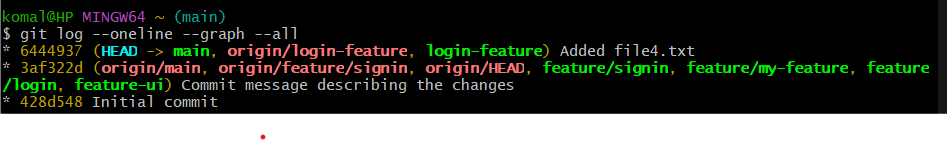 komal@HP MINGW64 ~ (main)
$ git log --oneline --graph --all
* 6444937 (HEAD -> main, origin/login-feature, login-feature) Added file4.txt
* 3af322d (origin/main, origin/feature/signin, origin/HEAD, feature/signin, feature/my-feature, feature
/login, feature-ui) Commit message describing the changes
* 428d548 Initial commit